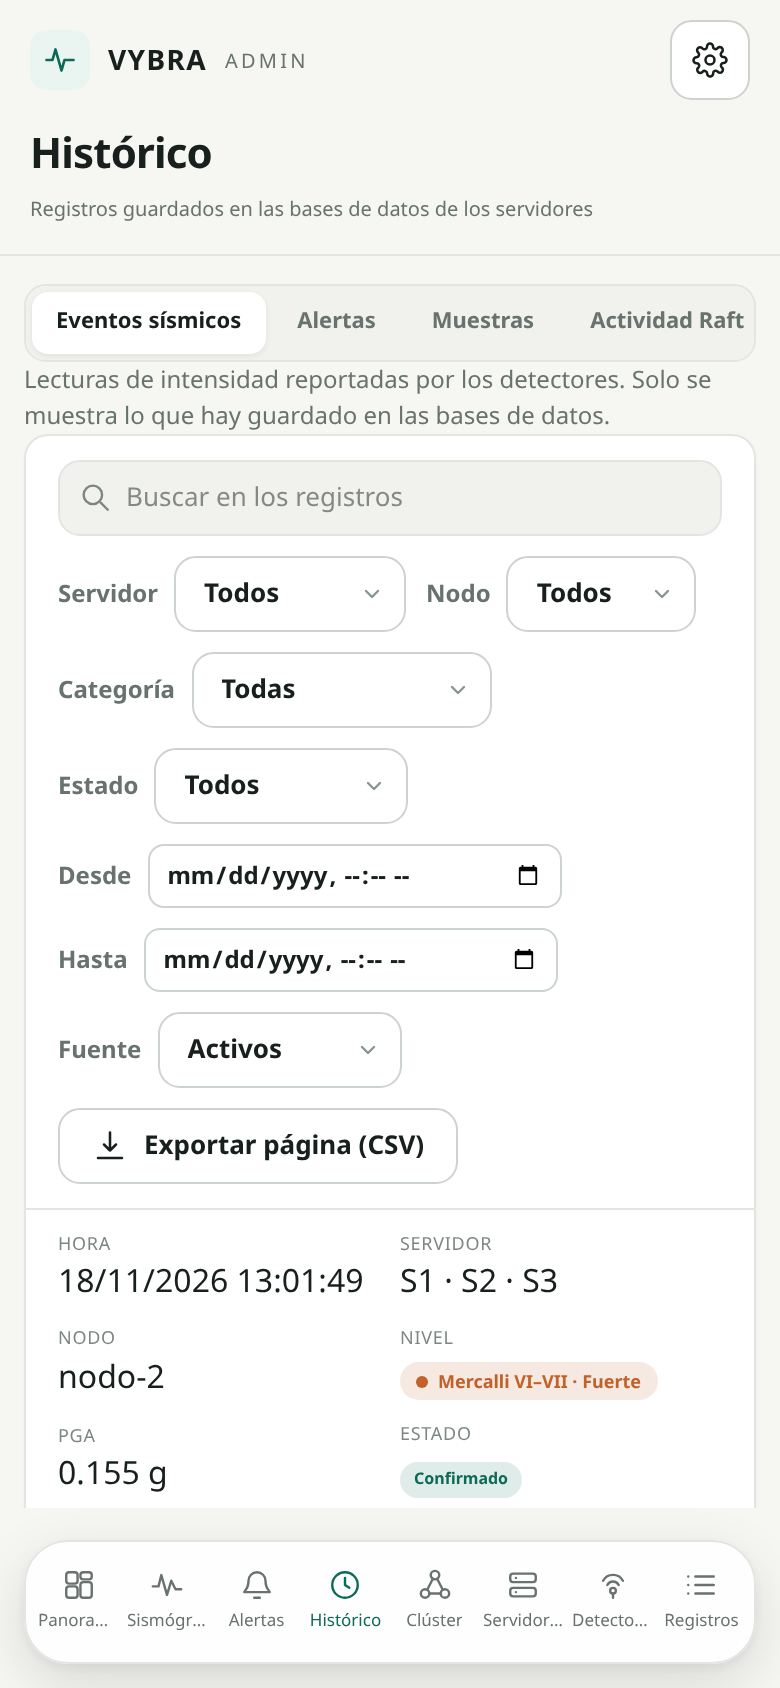 VYBRA ADMIN
Histórico
Registros guardados en las bases de datos de los servidores
Eventos sísmicos Alertas Muestras Actividad Raft
Lecturas de intensidad reportadas por los detectores. Solo se
muestra lo que hay guardado en las bases de datos.
Buscar en los registros
Servidor Todos Nodo Todos
Categoría Todas
Estado Todos
Desde mm/dd/yyyy, --:-- --
Hasta mm/dd/yyyy, --:-- --
Fuente Activos
Exportar página (CSV)
HORA SERVIDOR
18/11/2026 13:01:49 S1 · S2 · S3
NODO NIVEL
nodo-2 Mercalli VI–VII · Fuerte
PGA ESTADO
0.155 g Confirmado
Panora... Sismógr... Alertas Histórico Clúster Servidor... Detecto... Registros